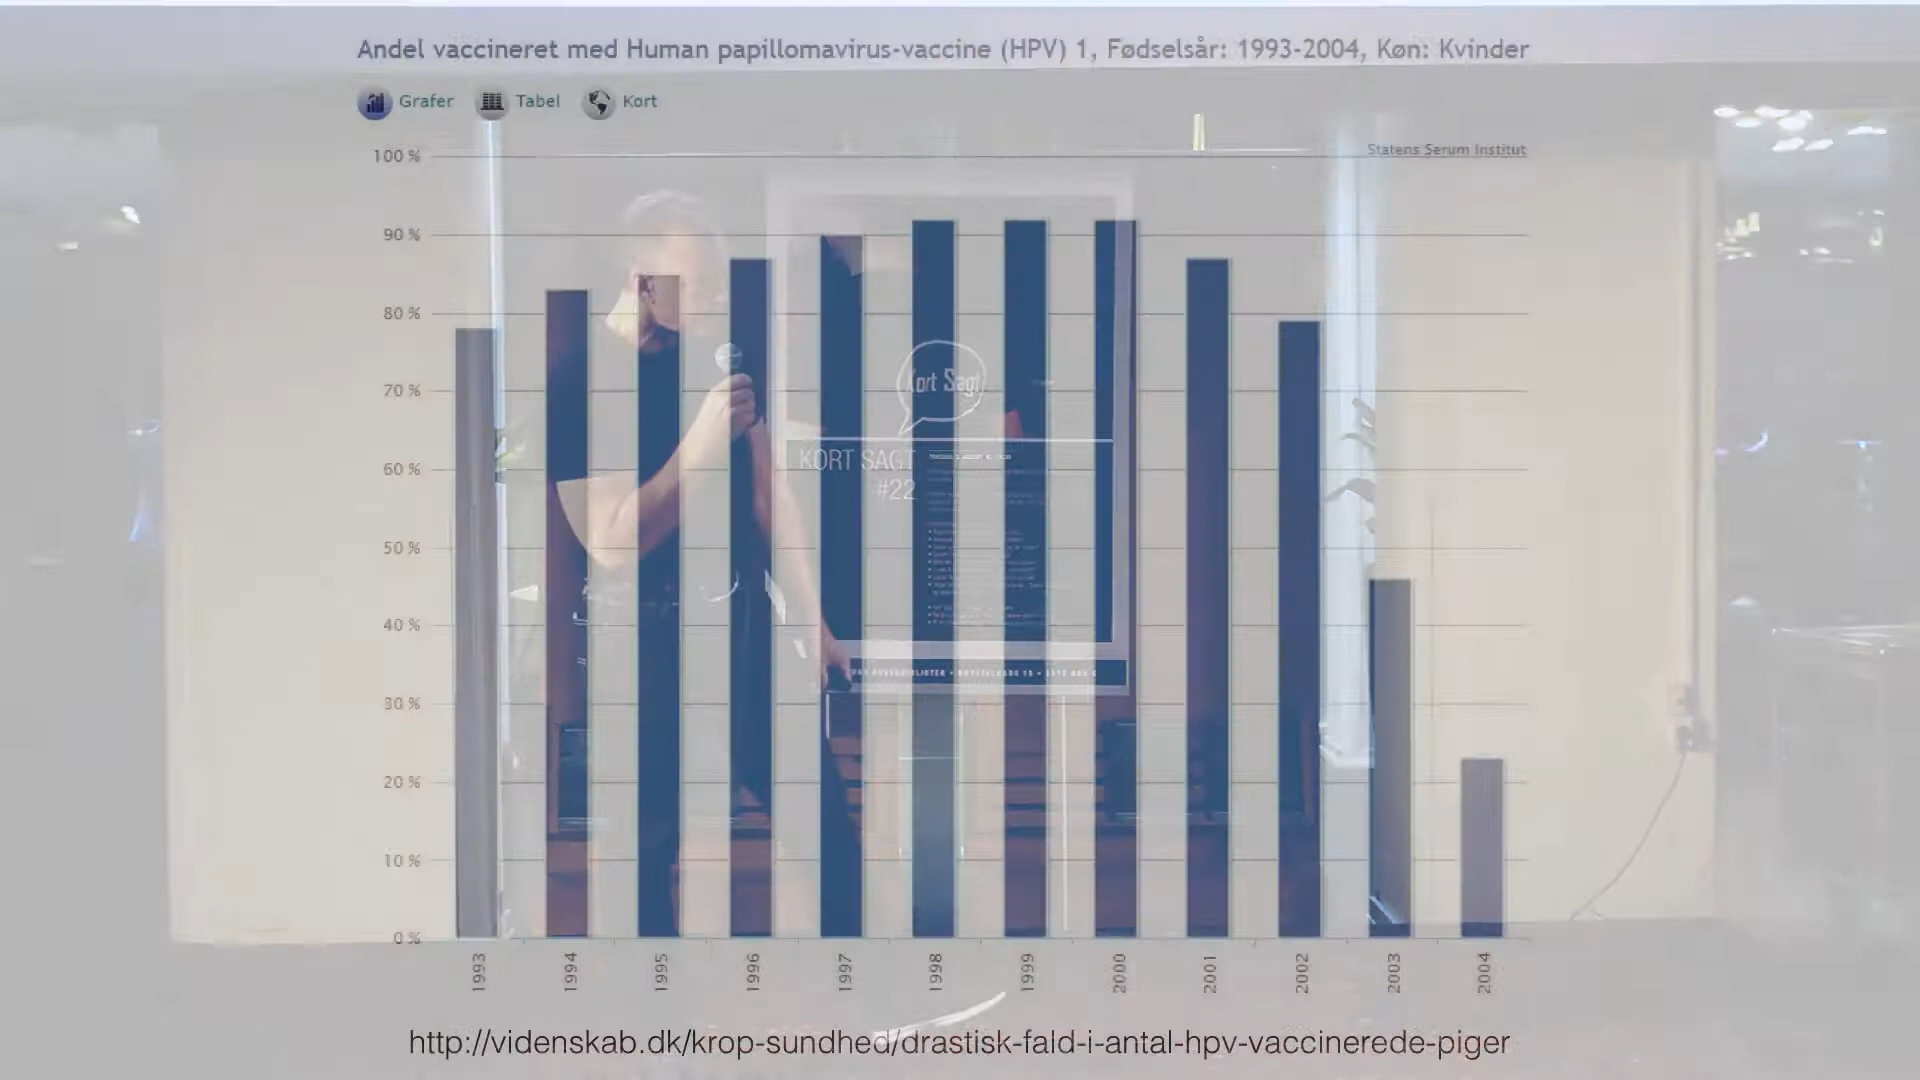 Andel vaccineret med Human papillomavirus-vaccine (HPV) 1, Fødselsår: 1993-2004, Køn: Kvinder
Grafer Tabel Kort
Statens Serum Institut
100 %
90 %
80 %
70 %
60 %
50 %
40 %
30 %
20 %
10 %
0 %
Kort Sagt
KORT SAGT
#22
1993 1994 1995 1996 1997 1998 1999 2000 2001 2002 2003 2004
http://videnskab.dk/krop-sundhed/drastisk-fald-i-antal-hpv-vaccinerede-piger